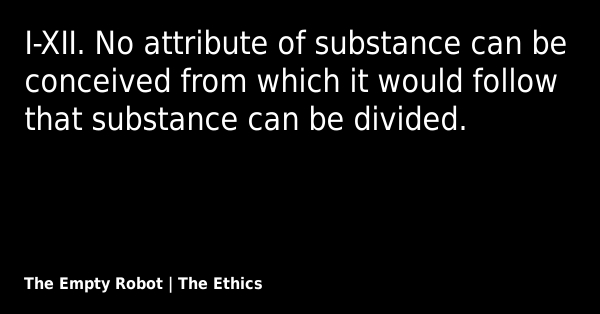 I-XII. No attribute of substance can be
conceived from which it would follow
that substance can be divided.
The Empty Robot | The Ethics